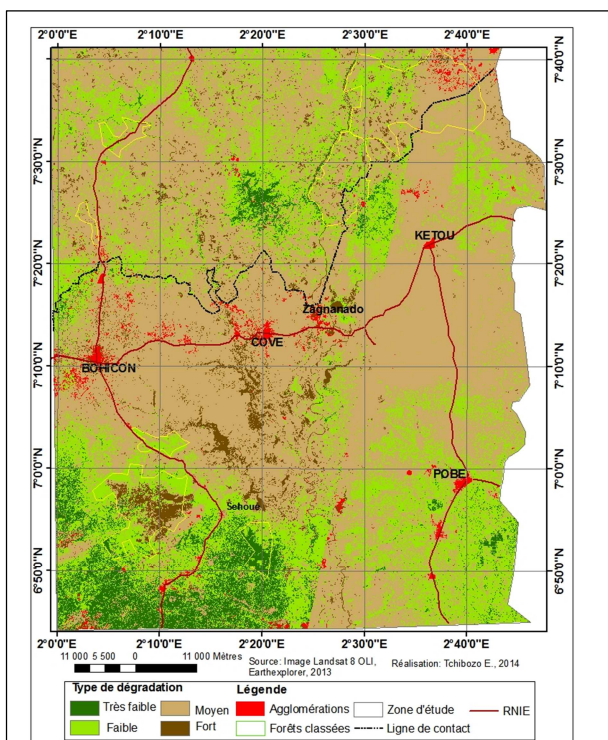 2°0'0"E 2°10'0"E 2°20'0"E 2°30'0"E 2°40'0"E
7°40'0"N 7°40'0"N
7°30'0"N 7°30'0"N
KETOU
7°20'0"N 7°20'0"N
Zagnanado
COVE
7°10'0"N 7°10'0"N
BOHICON
7°0'0"N 7°0'0"N
POBE
Sehoué
6°50'0"N 6°50'0"N
2°0'0"E 2°10'0"E 2°20'0"E 2°30'0"E 2°40'0"E
11 000 5 500 0 11 000 Mètres
Source: Image Landsat 8 OLI,
Earthexplorer, 2013
Réalisation: Tchibozo E., 2014
Type de dégradation Légende
Très faible Moyen Agglomérations Zone d'étude RNIE
Faible Fort Forêts classées Ligne de contact